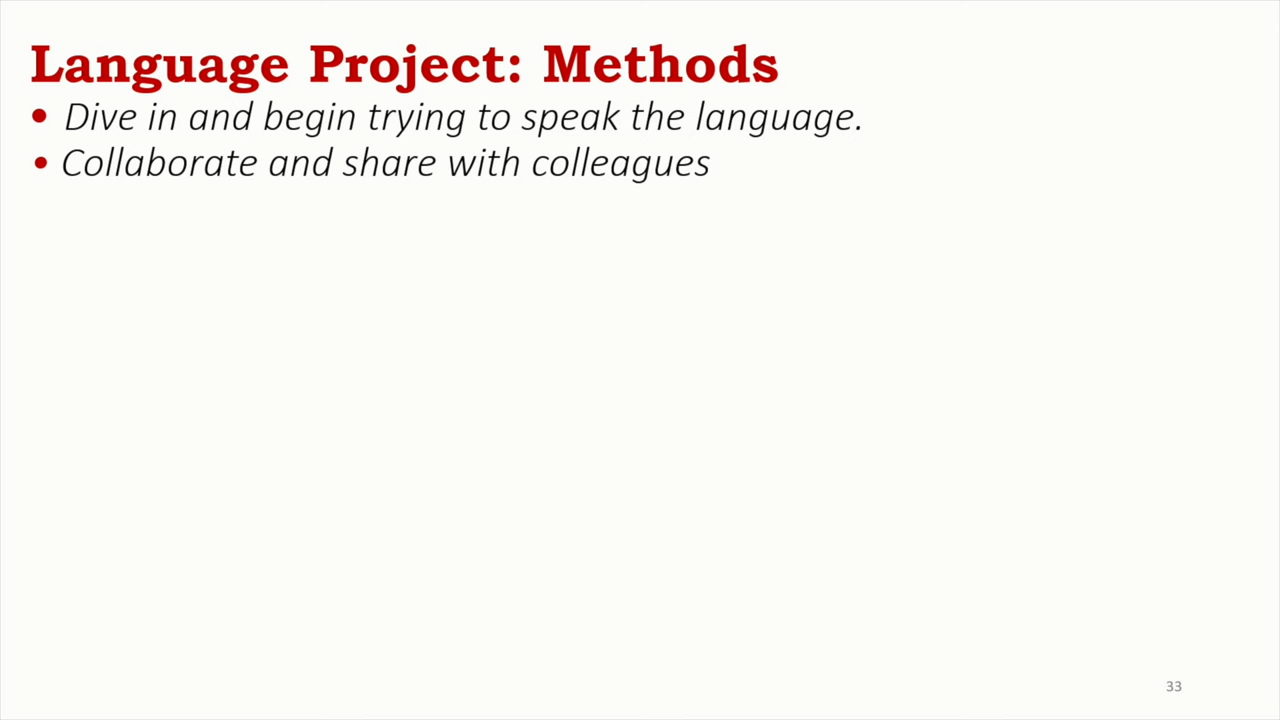 Language Project: Methods
• Dive in and begin trying to speak the language.
• Collaborate and share with colleagues
33